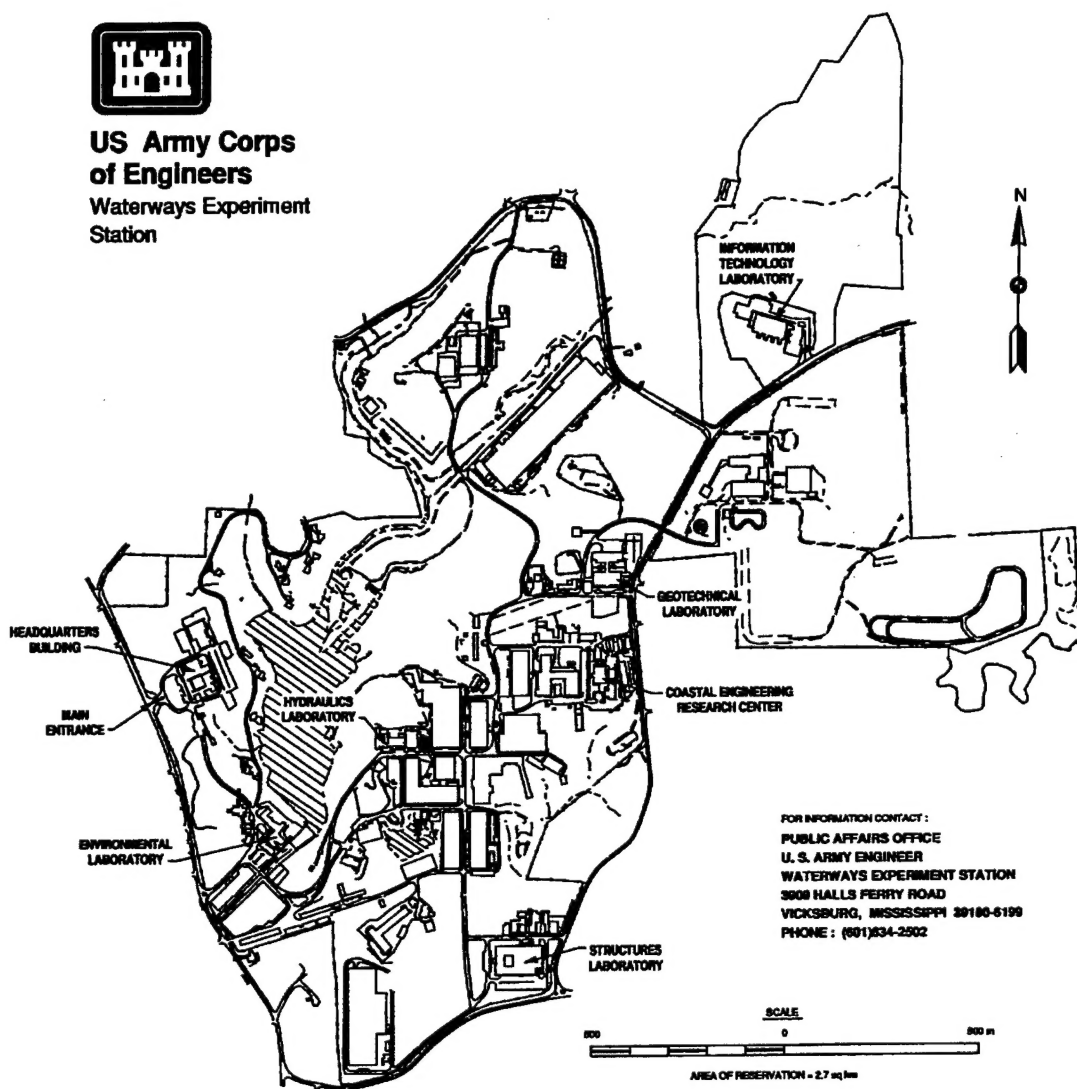 US Army Corps
of Engineers
Waterways Experiment
Station
N
INFORMATION
TECHNOLOGY
LABORATORY
GEOTECHNICAL
LABORATORY
HEADQUARTERS
BUILDING
MAIN
ENTRANCE
HYDRAULICS
LABORATORY
COASTAL ENGINEERING
RESEARCH CENTER
ENVIRONMENTAL
LABORATORY
STRUCTURES
LABORATORY
FOR INFORMATION CONTACT :
PUBLIC AFFAIRS OFFICE
U. S. ARMY ENGINEER
WATERWAYS EXPERIMENT STATION
3909 HALLS FERRY ROAD
VICKSBURG, MISSISSIPPI 39180-6199
PHONE : (601)634-2502
SCALE
500 0 500 m
AREA OF RESERVATION = 2.7 sq km